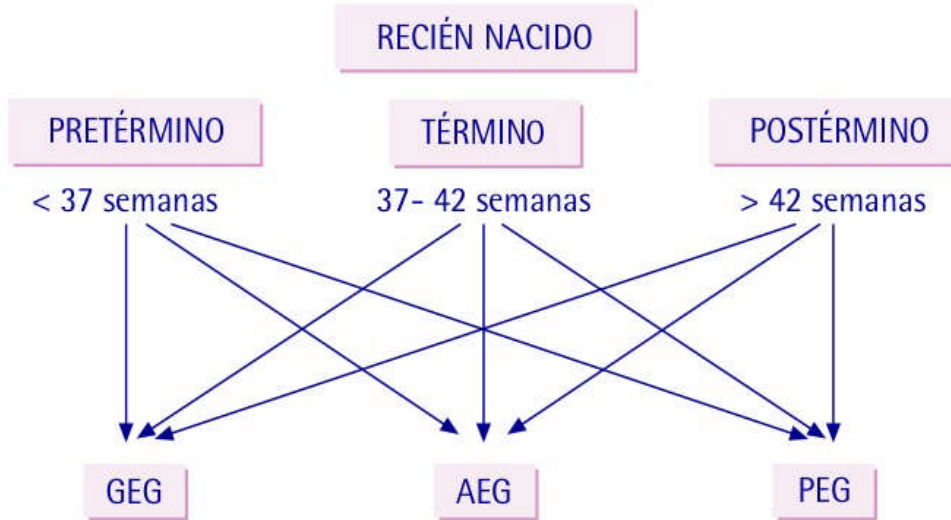 RECIÉN NACIDO
PRETÉRMINO
TÉRMINO
POSTÉRMINO
< 37 semanas
37- 42 semanas
> 42 semanas
GEG
AEG
PEG